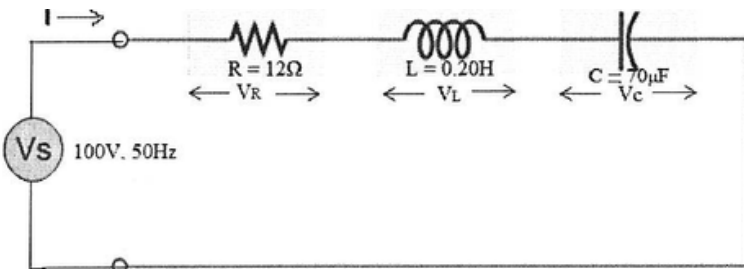 I
R = 12Ω
L = 0.20H
C = 70µF
VR
VL
Vc
Vs
100V. 50Hz